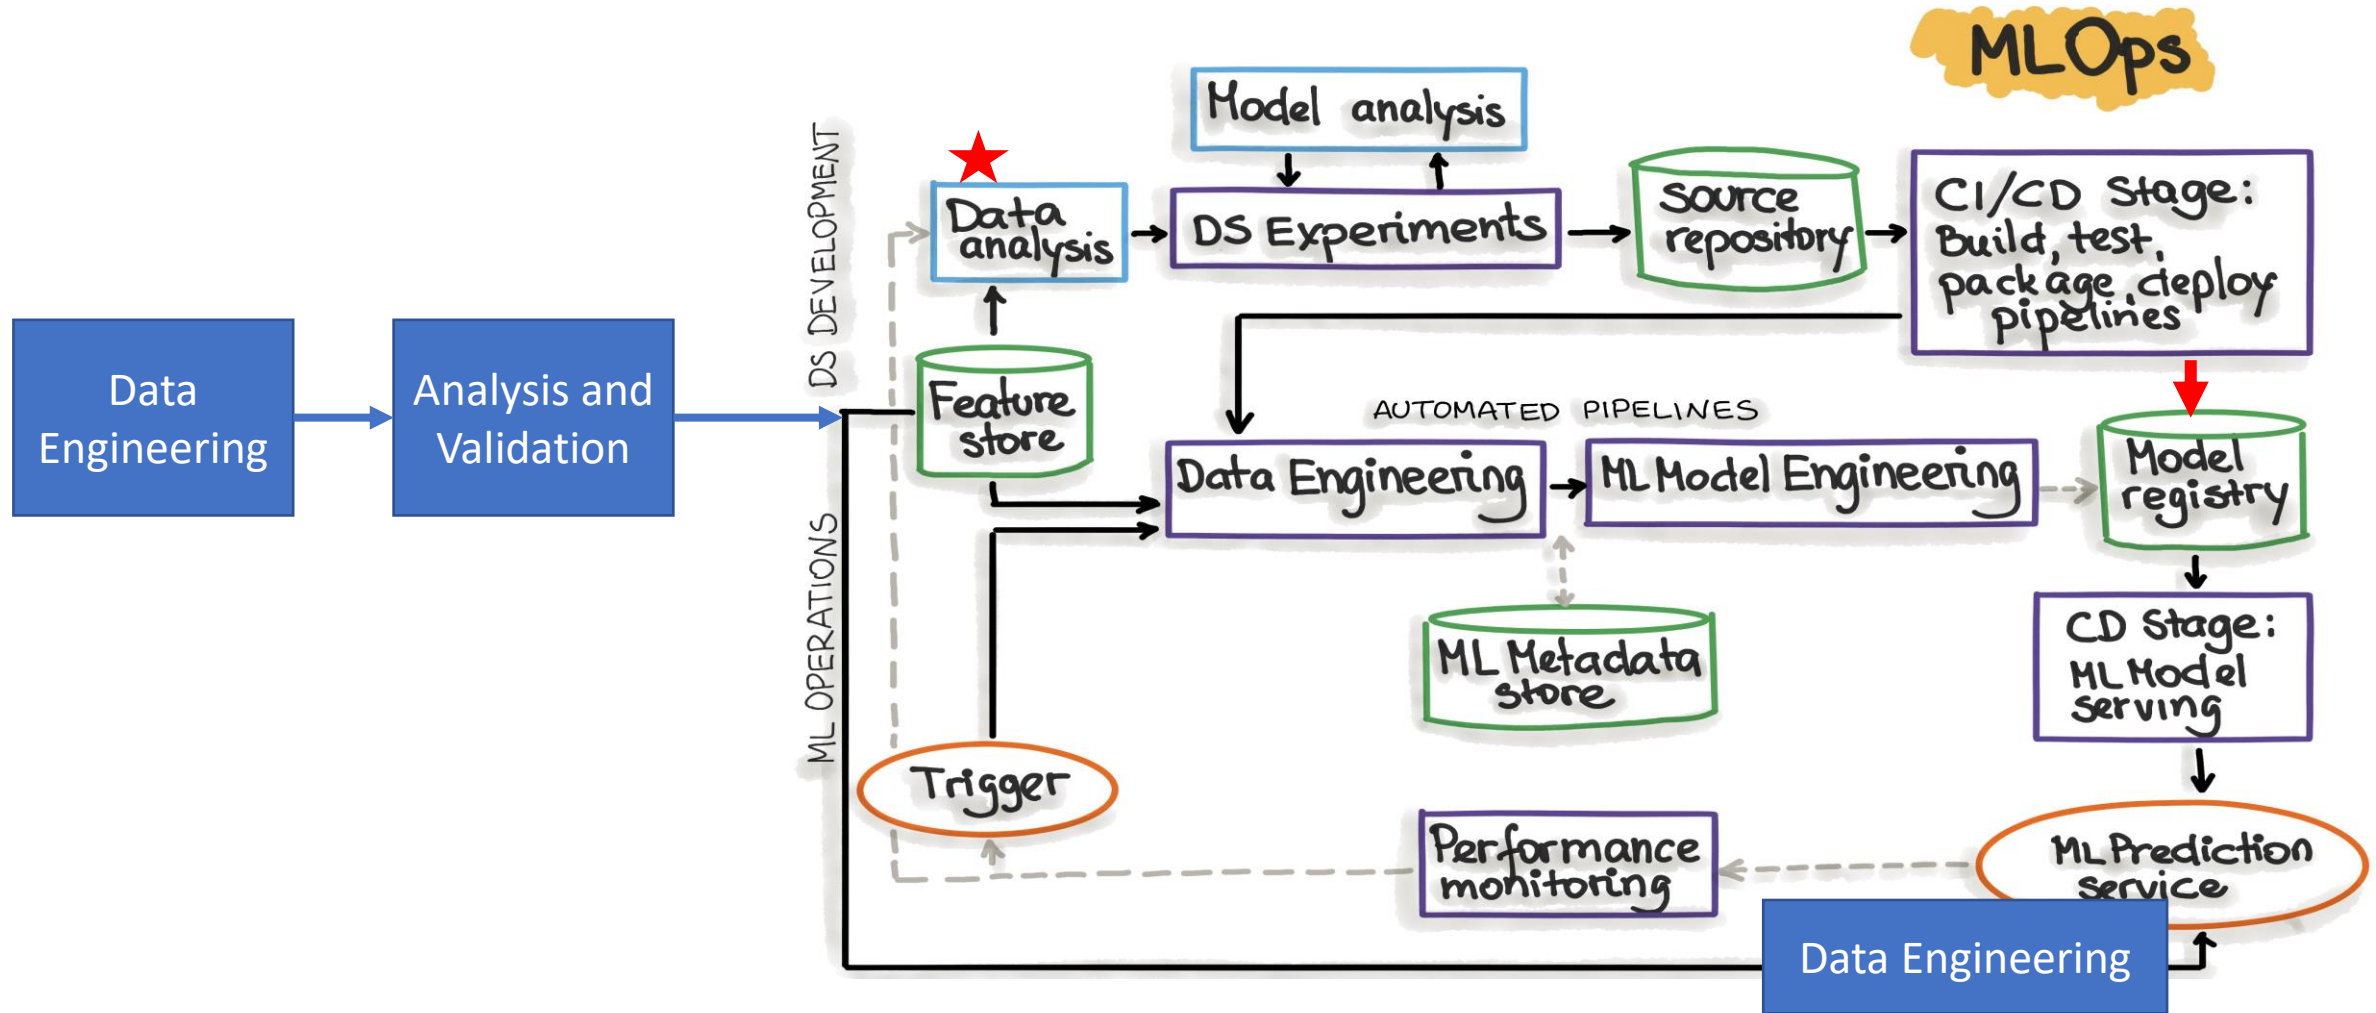 MLOps
Model analysis
DS DEVELOPMENT
Data
analysis
DS Experiments
source
repository
CI/CD Stage:
Build, test,
package, deploy
pipelines
Data
Engineering
Analysis and
Validation
Feature
store
AUTOMATED PIPELINES
Data Engineering
ML Model Engineering
Model
registry
ML OPERATIONS
ML Metadata
store
CD Stage:
ML Model
serving
Trigger
Performance
monitoring
ML Prediction
service
Data Engineering